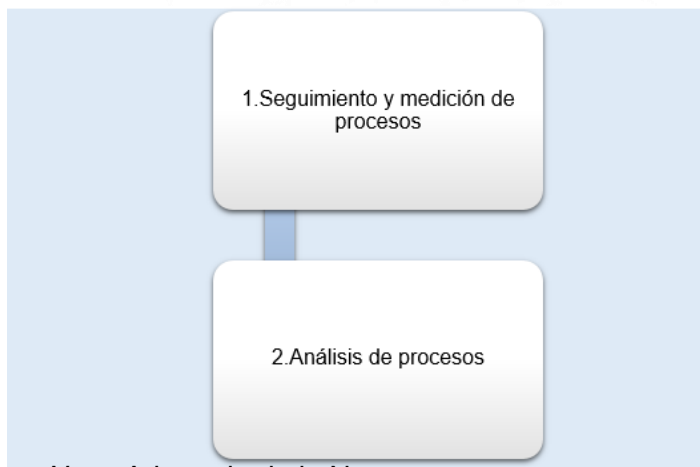 1.Seguimiento y medición de
procesos
2.Análisis de procesos